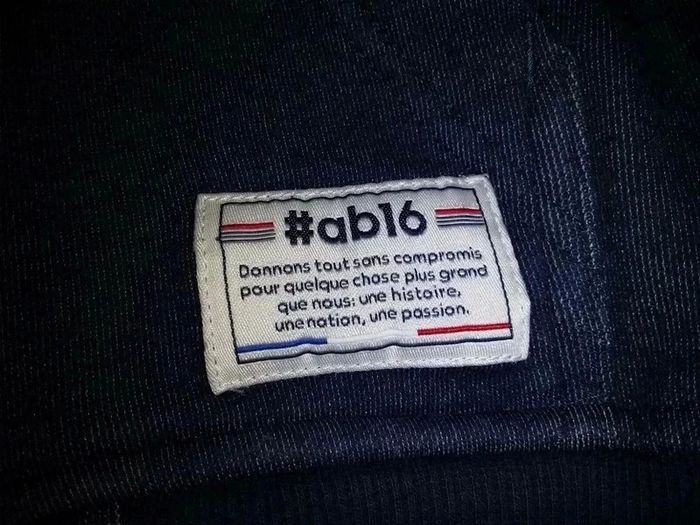 #ab16
Donnons tout sans compromis
pour quelque chose plus grand
que nous: une histoire,
une nation, une passion.